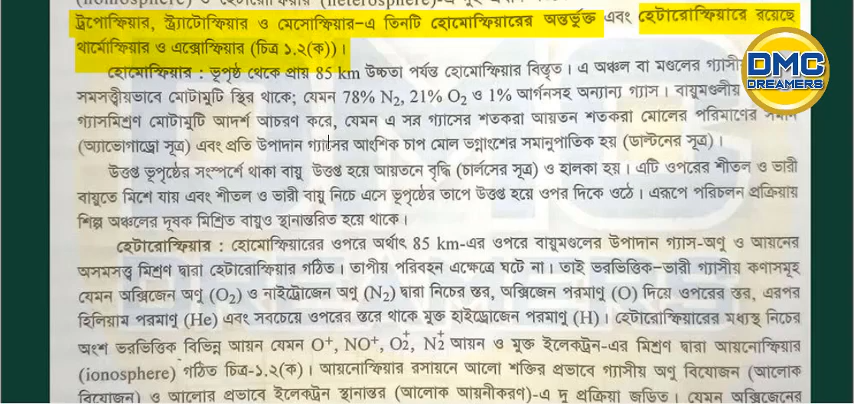 (homosphere) ও হেটারোস্ফিয়ার (heterosphere)-এ
ট্রপোস্ফিয়ার, স্ট্র্যাটোস্ফিয়ার ও মেসোস্ফিয়ার-এ তিনটি হোমোস্ফিয়ারের অন্তর্ভুক্ত এবং হেটারোস্ফিয়ারে রয়েছে
থার্মোস্ফিয়ার ও এক্সোস্ফিয়ার (চিত্র ১.২(ক))।
হোমোস্ফিয়ার : ভূপৃষ্ঠ থেকে প্রায় 85 km উচ্চতা পর্যন্ত হোমোস্ফিয়ার বিস্তৃত। এ অঞ্চল বা মণ্ডলের গ্যাসীয়
সমসত্ত্বীয়ভাবে মোটামুটি স্থির থাকে; যেমন 78% N₂, 21% O₂ ও 1% আর্গনসহ অন্যান্য গ্যাস। বায়ুমণ্ডলীয়
গ্যাসমিশ্রণ মোটামুটি আদর্শ আচরণ করে, যেমন এ সব গ্যাসের শতকরা আয়তন শতকরা মোলের পরিমাণের সমান
(অ্যাভোগাড্রো সূত্র) এবং প্রতি উপাদান গ্যাসের আংশিক চাপ মোল ভগ্নাংশের সমানুপাতিক হয় (ডাল্টনের সূত্র)।
উত্তপ্ত ভূপৃষ্ঠের সংস্পর্শে থাকা বায়ু উত্তপ্ত হয়ে আয়তনে বৃদ্ধি (চার্লসের সূত্র) ও হালকা হয়। এটি ওপরের শীতল ও ভারী
বায়ুতে মিশে যায় এবং শীতল ও ভারী বায়ু নিচে এসে ভূপৃষ্ঠের তাপে উত্তপ্ত হয়ে ওপর দিকে ওঠে। এরূপে পরিচলন প্রক্রিয়ায়
শিল্প অঞ্চলের দূষক মিশ্রিত বায়ুও স্থানান্তরিত হয়ে থাকে।
হেটারোস্ফিয়ার : হোমোস্ফিয়ারের ওপরে অর্থাৎ 85 km-এর ওপরে বায়ুমণ্ডলের উপাদান গ্যাস-অণু ও আয়নের
অসমসত্ত্ব মিশ্রণ দ্বারা হেটারোস্ফিয়ার গঠিত। তাপীয় পরিবহন এক্ষেত্রে ঘটে না। তাই ভরভিত্তিক-ভারী গ্যাসীয় কণাসমূহ
যেমন অক্সিজেন অণু (O₂) ও নাইট্রোজেন অণু (N₂) দ্বারা নিচের স্তর, অক্সিজেন পরমাণু (O) দিয়ে ওপরের স্তর, এরপর
হিলিয়াম পরমাণু (He) এবং সবচেয়ে ওপরের স্তরে থাকে মুক্ত হাইড্রোজেন পরমাণু (H)। হেটারোস্ফিয়ারের মধ্যস্থ নিচের
অংশ ভরভিত্তিক বিভিন্ন আয়ন যেমন O⁺, NO⁺, O₂⁺, N₂⁺ আয়ন ও মুক্ত ইলেকট্রন-এর মিশ্রণ দ্বারা আয়নোস্ফিয়ার
(ionosphere) গঠিত চিত্র-১.২(ক)। আয়নোস্ফিয়ার রসায়নে আলো শক্তির প্রভাবে গ্যাসীয় অণু বিযোজন (আলোক
বিযোজন) ও আলোর প্রভাবে ইলেকট্রন স্থানান্তর (আলোক আয়নীকরণ)-এ দু প্রক্রিয়া জড়িত। যেমন অক্সিজেনের
DMC
DREAMERS